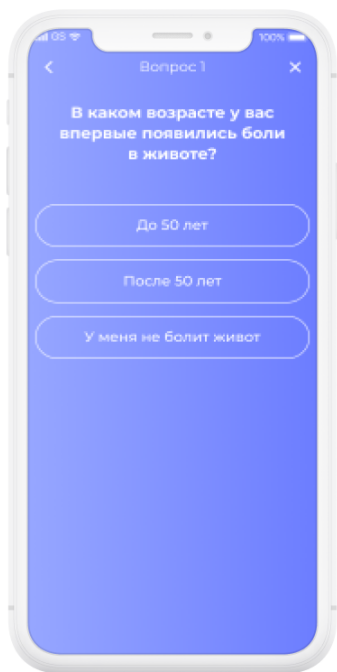 GS 100%
Вопрос 1
В каком возрасте у вас
впервые появились боли
в животе?
До 50 лет
После 50 лет
У меня не болит живот